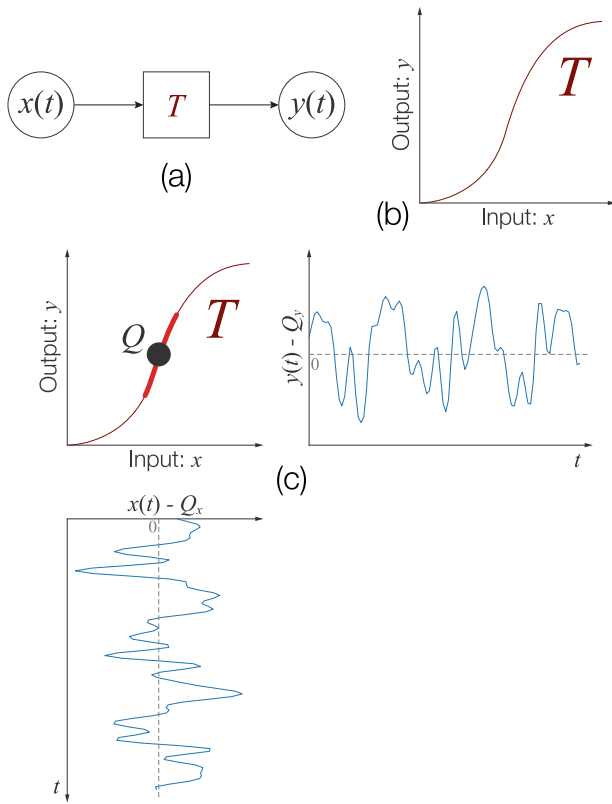 x(t)
T
y(t)
(a)
Output: y
T
Input: x
(b)
Output: y
Q
T
Input: x
y(t) - Q_y
0
t
(c)
x(t) - Q_x
0
t